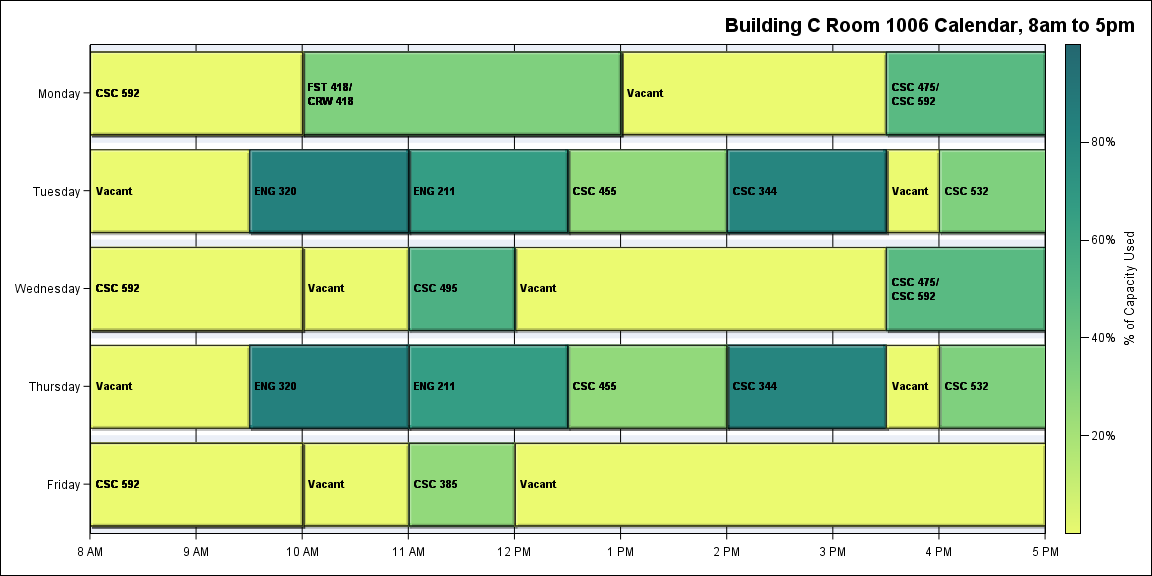 Building C Room 1006 Calendar, 8am to 5pm
Monday
CSC 592
FST 418/
CRW 418
Vacant
CSC 475/
CSC 592
Tuesday
Vacant
ENG 320
ENG 211
CSC 455
CSC 344
Vacant
CSC 532
Wednesday
CSC 592
Vacant
CSC 495
Vacant
CSC 475/
CSC 592
Thursday
Vacant
ENG 320
ENG 211
CSC 455
CSC 344
Vacant
CSC 532
Friday
CSC 592
Vacant
CSC 385
Vacant
8 AM
9 AM
10 AM
11 AM
12 PM
1 PM
2 PM
3 PM
4 PM
5 PM
80%
60%
40%
20%
% of Capacity Used